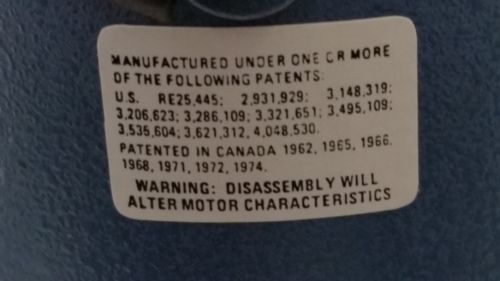 MANUFACTURED UNDER ONE OR MORE
OF THE FOLLOWING PATENTS:
U.S. RE25,445; 2,931,929; 3,148,319;
3,206,623; 3,286,109; 3,321,651; 3,495,109;
3,535,604; 3,621,312, 4,048,530.
PATENTED IN CANADA 1962, 1965, 1966,
1968, 1971, 1972, 1974.
WARNING: DISASSEMBLY WILL
ALTER MOTOR CHARACTERISTICS